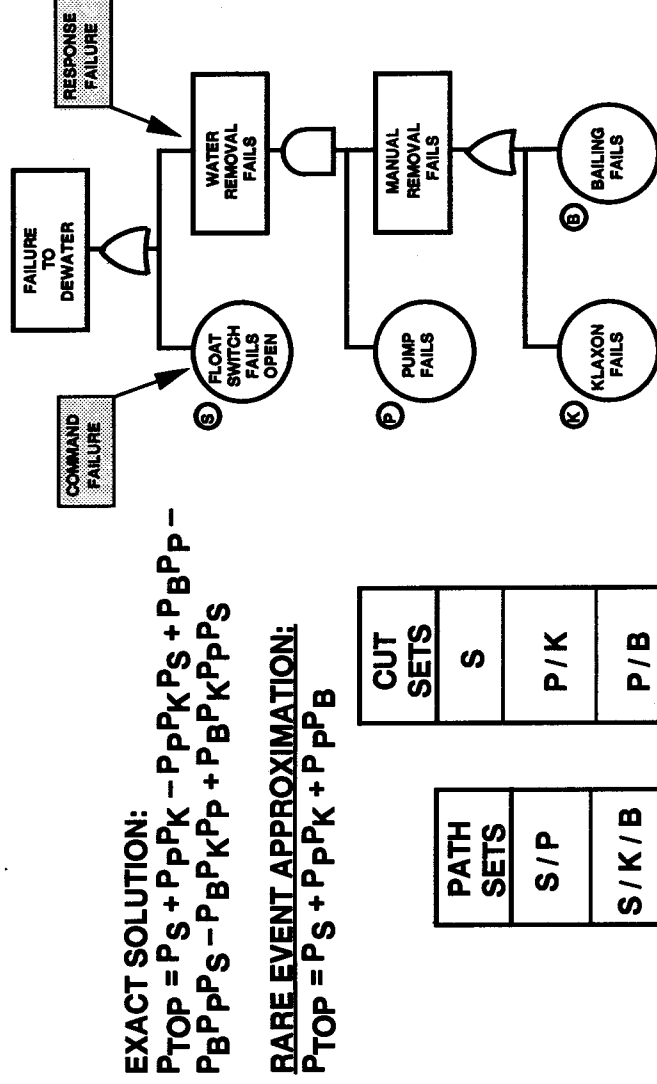 EXACT SOLUTION:
PTOP = PS + PPPK – PPPKPS + PBPP –
PBPPPS – PBPKPP + PBPKPPPS
RARE EVENT APPROXIMATION:
PTOP = PS + PPPK + PPPB
PATH
SETS
S / P
S / K / B
CUT
SETS
S
P / K
P / B
FAILURE
TO
DEWATER
COMMAND
FAILURE
RESPONSE
FAILURE
S
FLOAT
SWITCH
FAILS
OPEN
WATER
REMOVAL
FAILS
P
PUMP
FAILS
MANUAL
REMOVAL
FAILS
K
KLAXON
FAILS
B
BAILING
FAILS